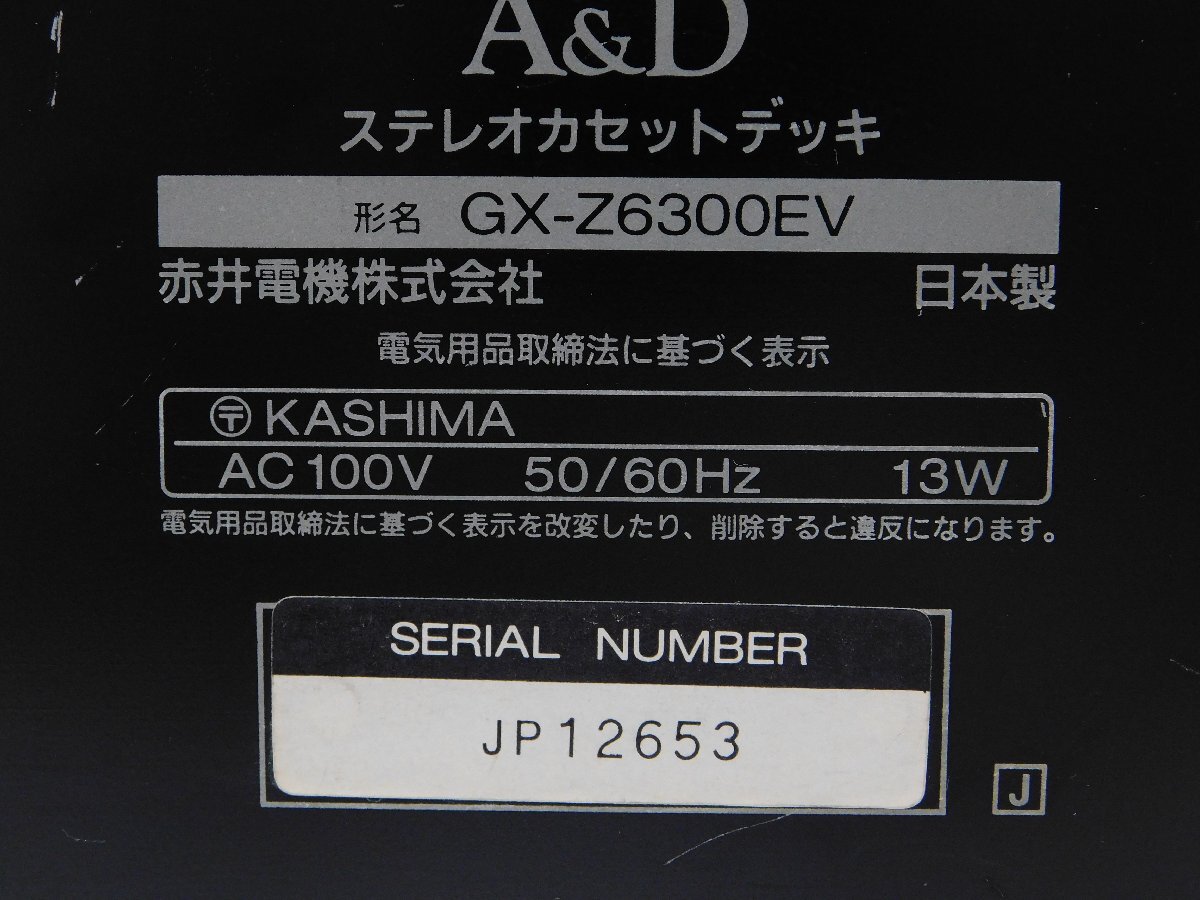 A&D
ステレオカセットデッキ
形名 GX-Z6300EV
赤井電機株式会社 日本製
電気用品取締法に基づく表示
〶 KASHIMA
AC100V 50/60Hz 13W
電気用品取締法に基づく表示を改変したり、削除すると違反になります。
SERIAL NUMBER
JP12653
J